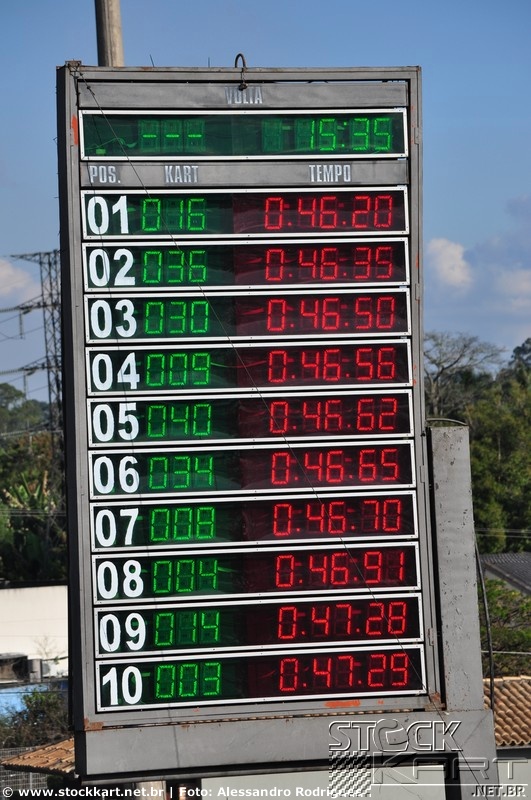 VOLTA
--- 15:35
POS. KART TEMPO
01 016 0:46.20
02 036 0:46.35
03 030 0:46.50
04 009 0:46.56
05 040 0:46.62
06 034 0:46.65
07 008 0:46.70
08 004 0:46.91
09 014 0:47.28
10 003 0:47.29
STOCK KART
.NET.BR
© www.stockkart.net.br | Foto: Alessandro Rodrigues